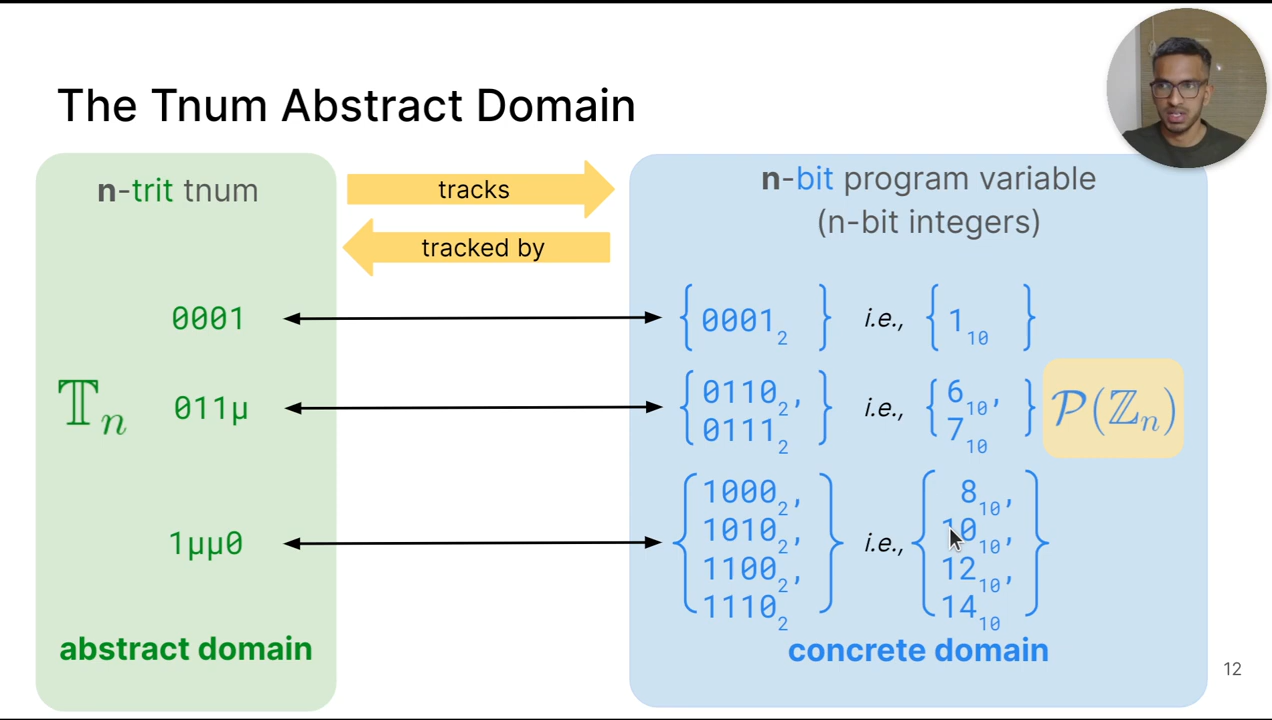 The Tnum Abstract Domain
n-trit tnum
tracks
tracked by
n-bit program variable
(n-bit integers)
0001
{ 0001₂ } i.e., { 1₁₀ }
𝕋ₙ
011µ
{ 0110₂,
0111₂ } i.e., { 6₁₀,
7₁₀ }
𝒫(ℤₙ)
1µµ0
{ 1000₂,
1010₂,
1100₂,
1110₂ } i.e., { 8₁₀,
10₁₀,
12₁₀,
14₁₀ }
abstract domain
concrete domain
12